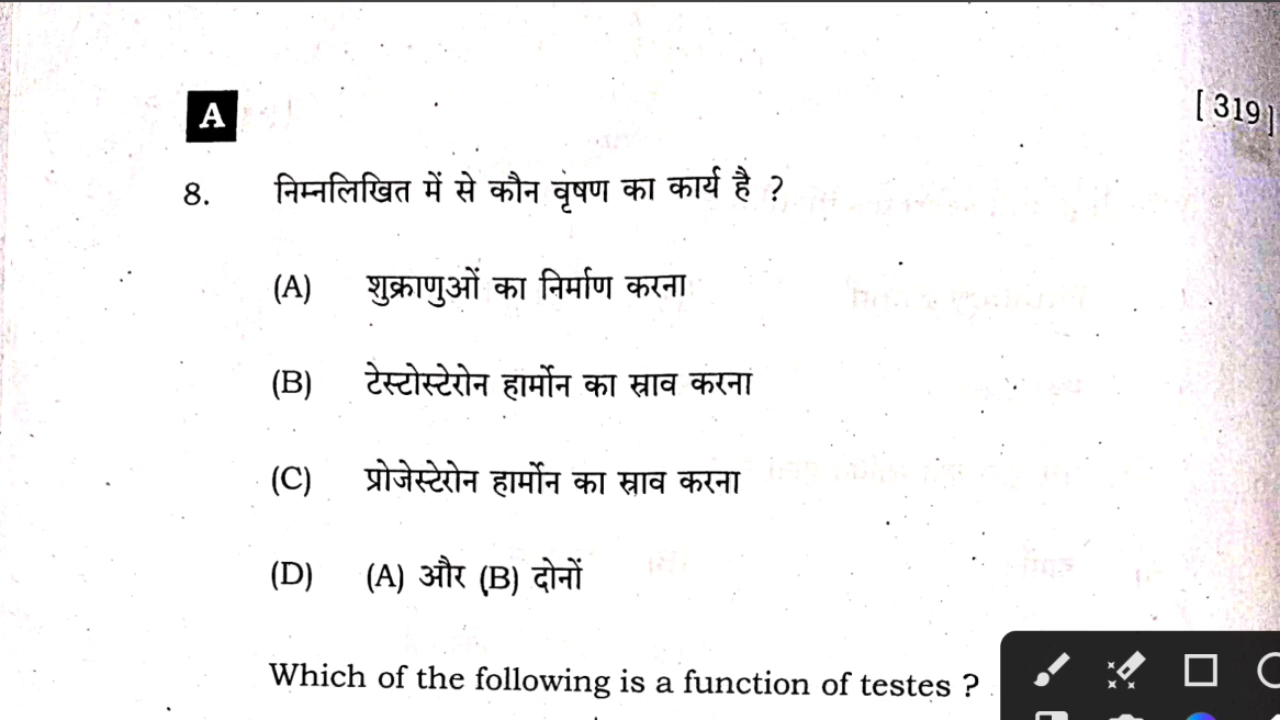 A
[ 319 ]
8. निम्नलिखित में से कौन वृषण का कार्य है ?
(A) शुक्राणुओं का निर्माण करना
(B) टेस्टोस्टेरोन हार्मोन का स्राव करना
(C) प्रोजेस्टेरोन हार्मोन का स्राव करना
(D) (A) और (B) दोनों
Which of the following is a function of testes ?